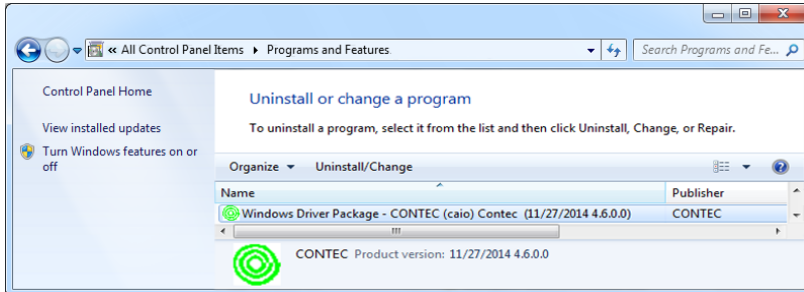 « All Control Panel Items ▸ Programs and Features
Search Programs and Fe...
Control Panel Home
View installed updates
Turn Windows features on or
off
Uninstall or change a program
To uninstall a program, select it from the list and then click Uninstall, Change, or Repair.
Organize Uninstall/Change
Name Publisher
Windows Driver Package - CONTEC (caio) Contec (11/27/2014 4.6.0.0) CONTEC
CONTEC Product version: 11/27/2014 4.6.0.0